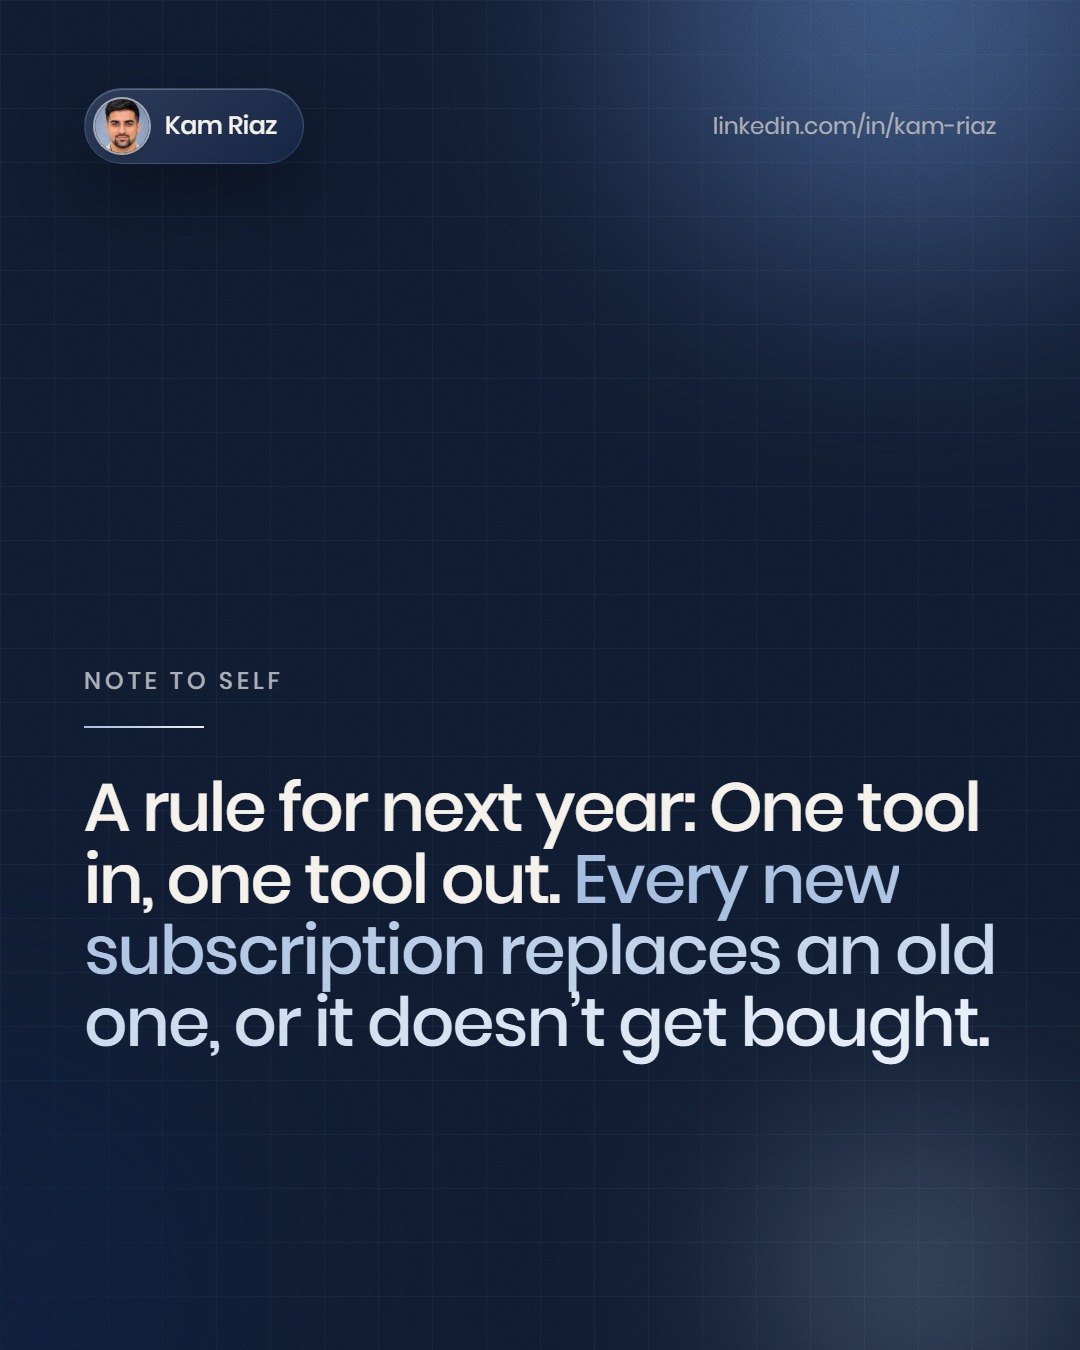 Kam Riaz
linkedin.com/in/kam-riaz
NOTE TO SELF
A rule for next year: One tool
in, one tool out. Every new
subscription replaces an old
one, or it doesn’t get bought.